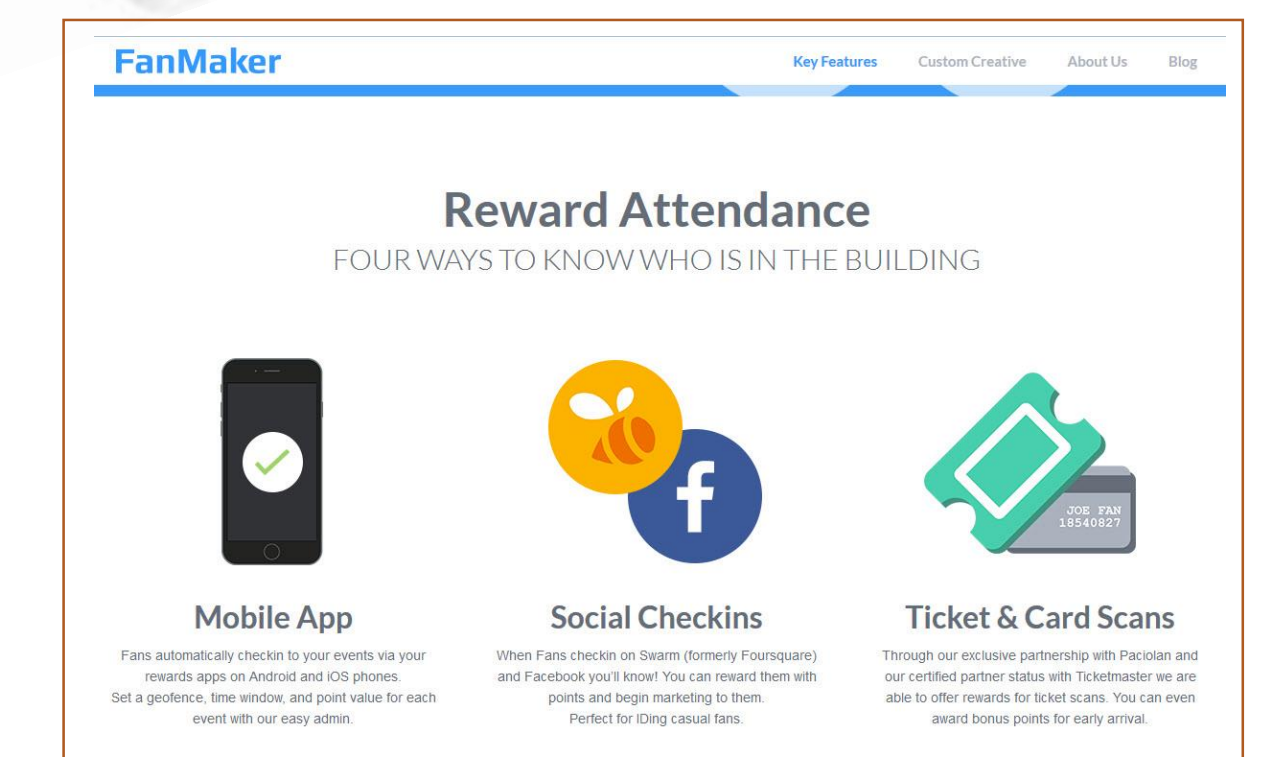 FanMaker
Key Features
Custom Creative
About Us
Blog
Reward Attendance
FOUR WAYS TO KNOW WHO IS IN THE BUILDING
JOE FAN
18540827
Mobile App
Fans automatically checkin to your events via your
rewards apps on Android and iOS phones.
Set a geofence, time window, and point value for each
event with our easy admin.
Social Checkins
When Fans checkin on Swarm (formerly Foursquare)
and Facebook you'll know! You can reward them with
points and begin marketing to them.
Perfect for IDing casual fans.
Ticket & Card Scans
Through our exclusive partnership with Paciolan and
our certified partner status with Ticketmaster we are
able to offer rewards for ticket scans. You can even
award bonus points for early arrival.